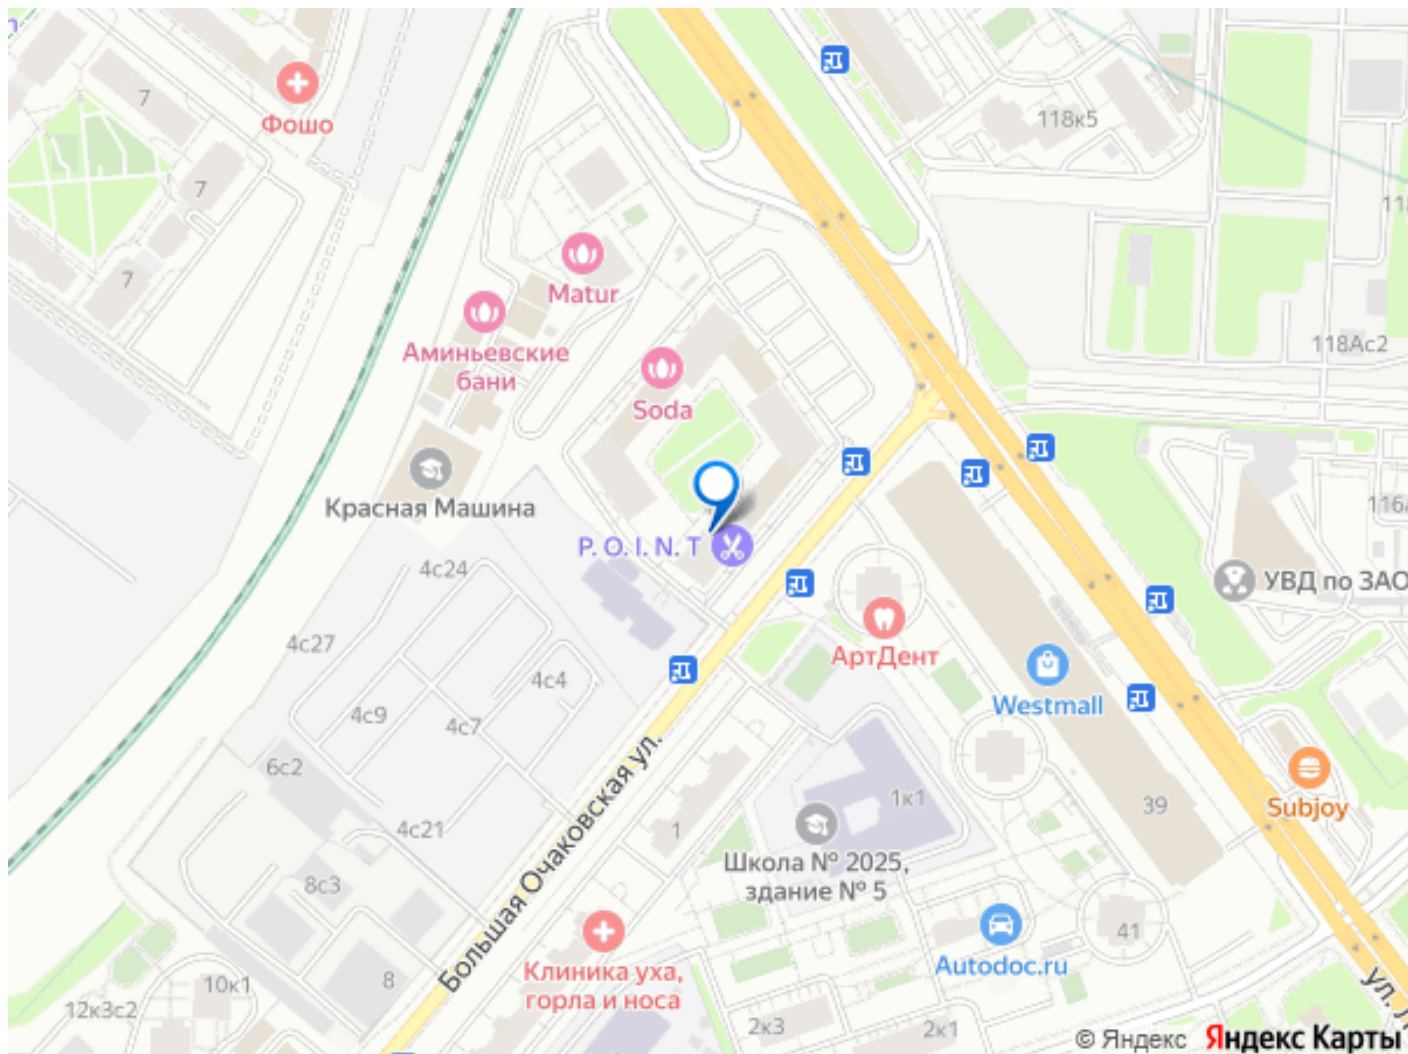 7
Фошо
118к5
7
7
Matur
118Ас2
Аминьевские
бани
Soda
Красная Машина
P. O. I. N. T
4с24
УВД по ЗАО
4с27
АртДент
4с4
Westmall
4с9
4с7
6с2
1к1
Subjoy
39
4с21
1
Школа № 2025,
здание № 5
8с3
Большая Очаковская ул.
41
Autodoc.ru
Клиника уха,
горла и носа
8
10к1
12к3с2
2к3
2к1
ул. Л
© Яндекс Яндекс Карты